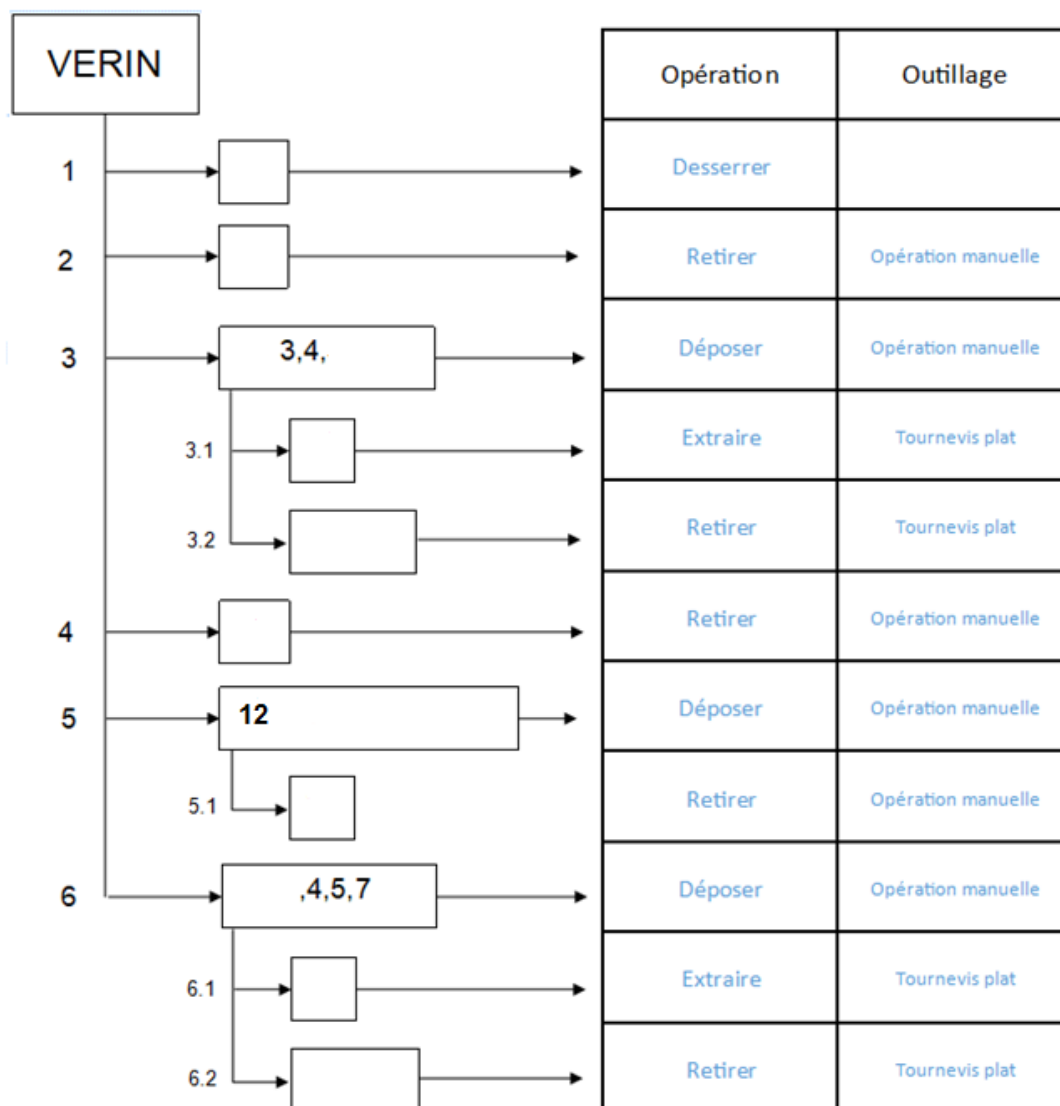 VERIN
Opération Outillage
1 Desserrer
2 Retirer Opération manuelle
3 3,4, Déposer Opération manuelle
3.1 Extraire Tournevis plat
3.2 Retirer Tournevis plat
4 Retirer Opération manuelle
5 12 Déposer Opération manuelle
5.1 Retirer Opération manuelle
6 ,4,5,7 Déposer Opération manuelle
6.1 Extraire Tournevis plat
6.2 Retirer Tournevis plat